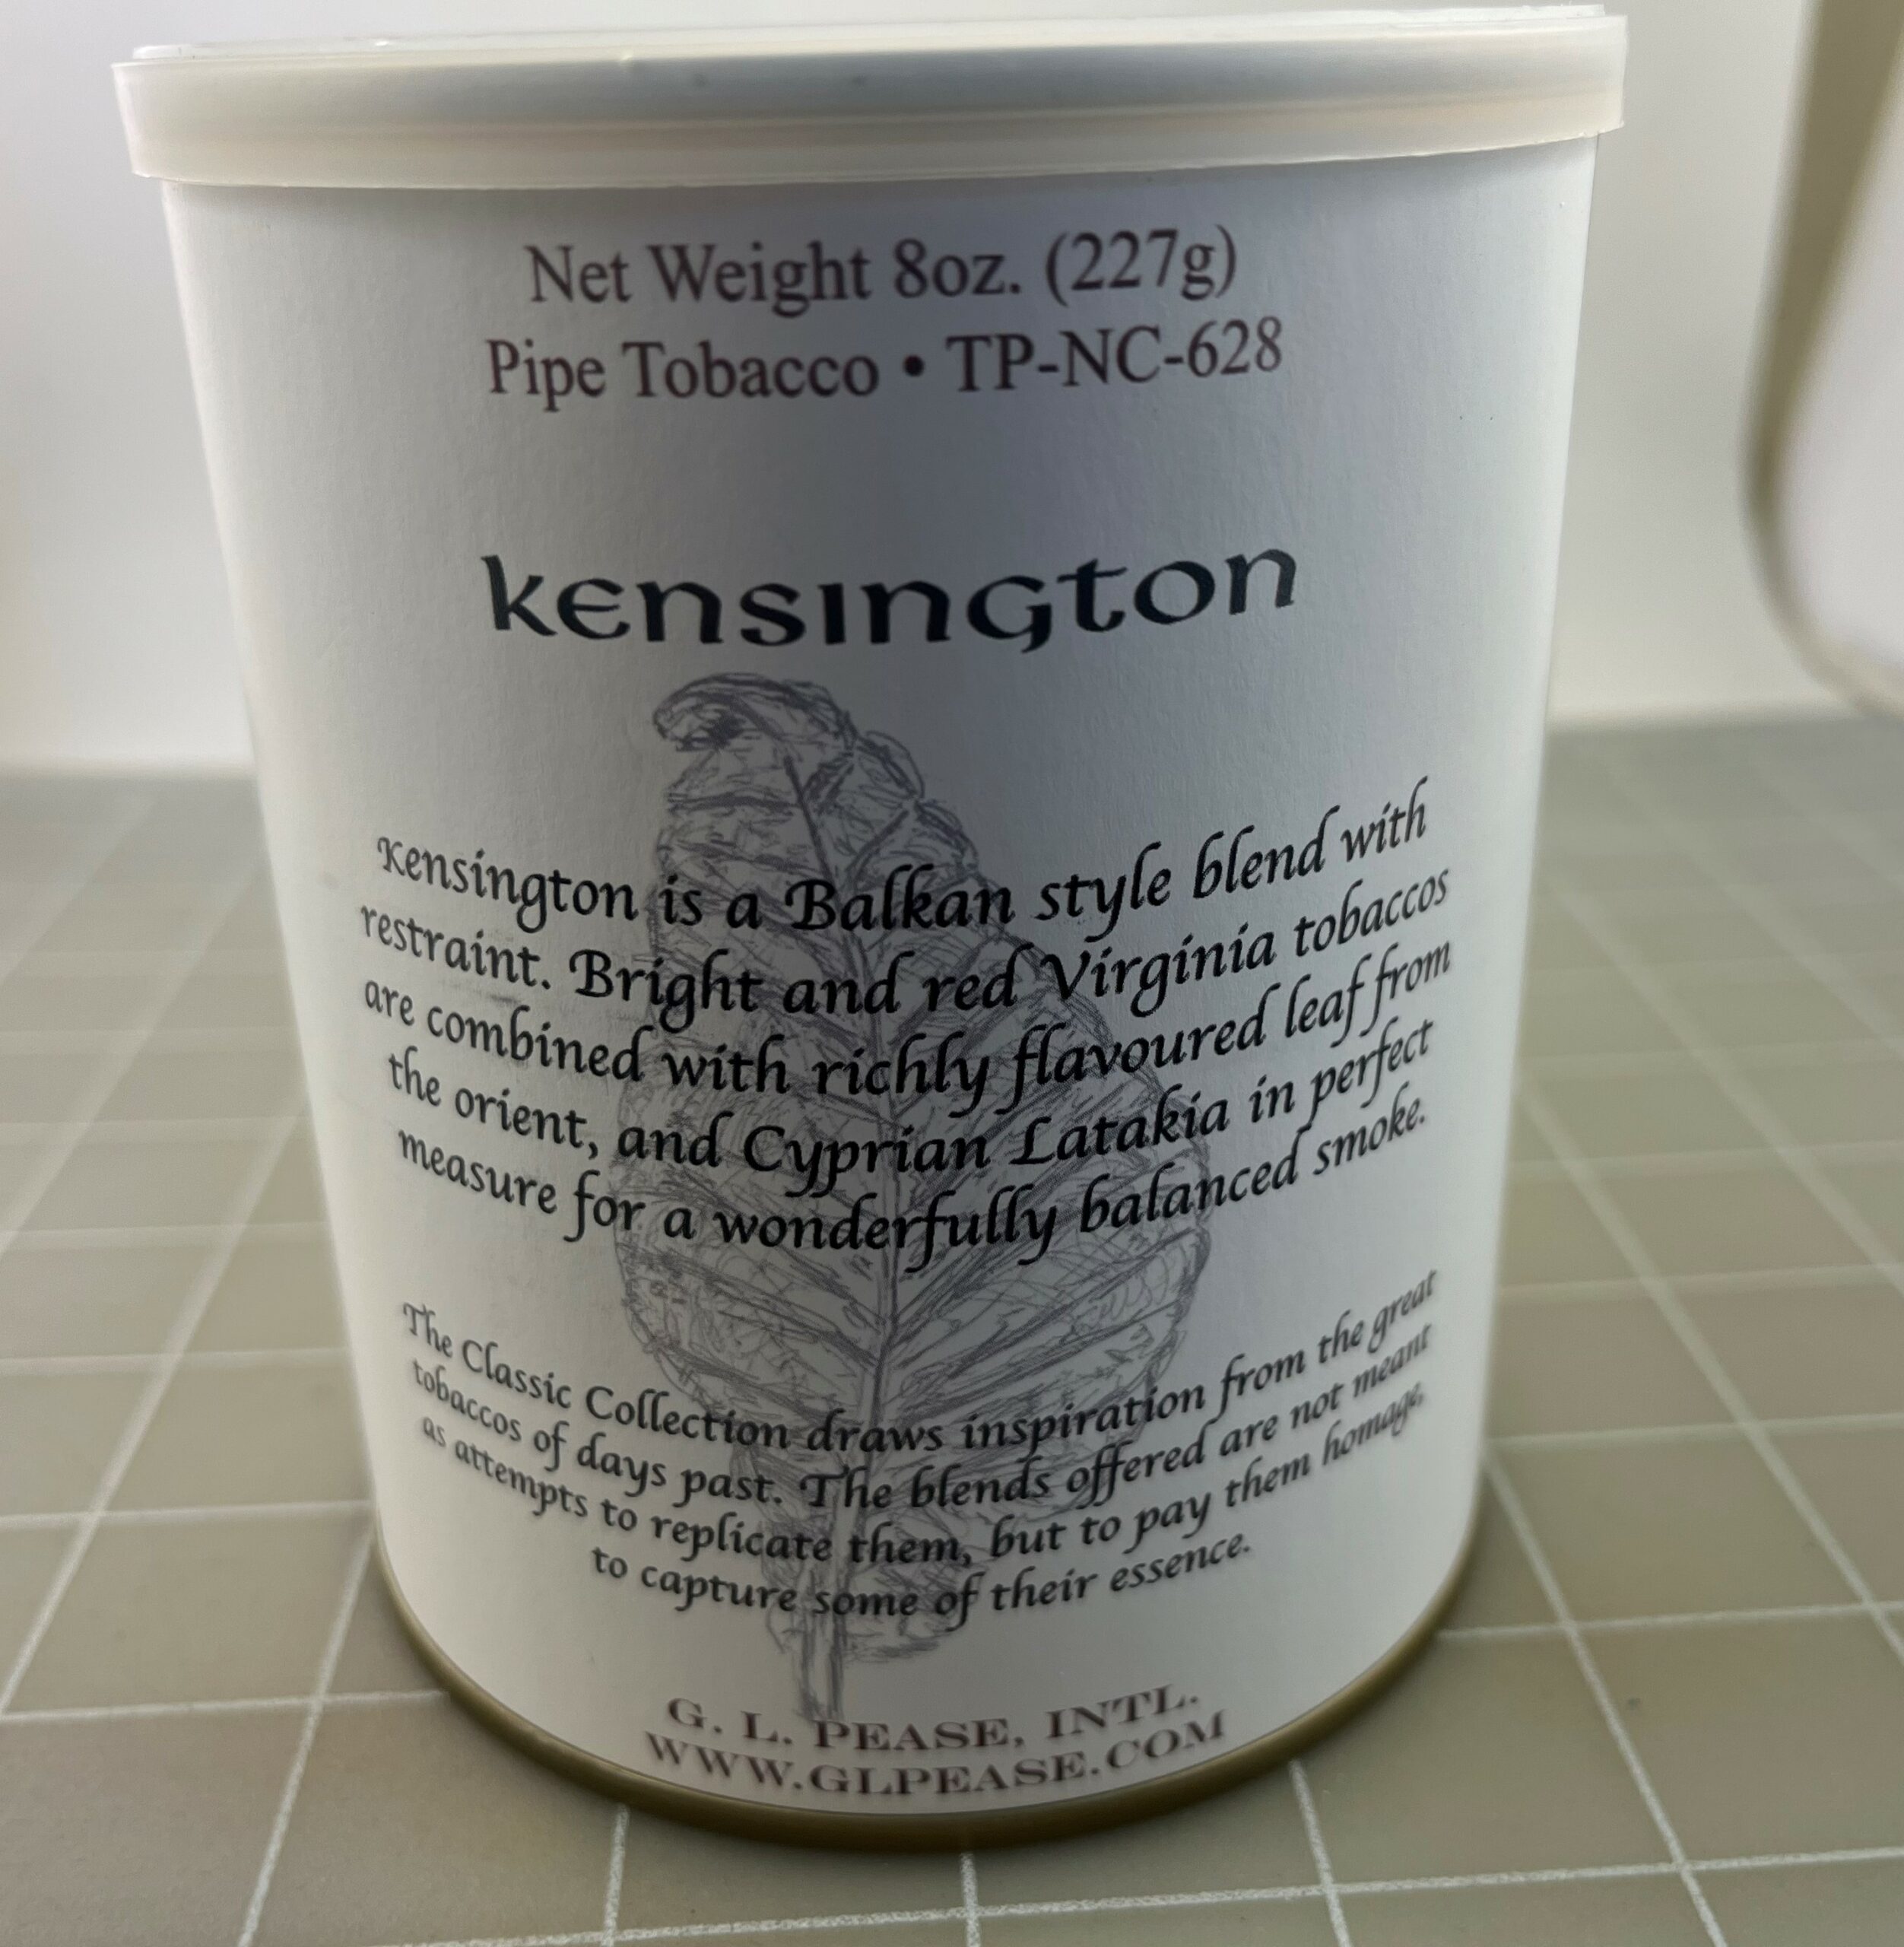 Net Weight 8oz. (227g)
Pipe Tobacco • TP-NC-628
kensington
Kensington is a Balkan style blend with
restraint. Bright and red Virginia tobaccos
are combined with richly flavoured leaf from
the orient, and Cyprian Latakia in perfect
measure for a wonderfully balanced smoke.
The Classic Collection draws inspiration from the great
tobaccos of days past. The blends offered are not meant
as attempts to replicate them, but to pay them homage,
to capture some of their essence.
G. L. PEASE, INTL.
WWW.GLPEASE.COM